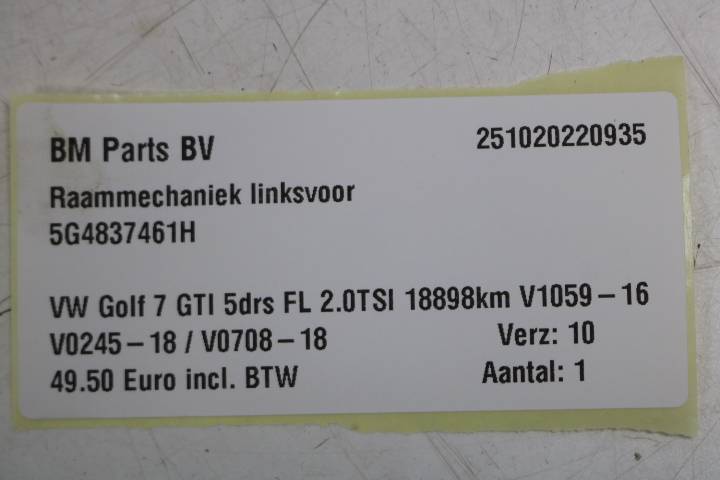 BM Parts BV 251020220935
Raammechaniek linksvoor
5G4837461H
VW Golf 7 GTI 5drs FL 2.0TSI 18898km V1059-16
V0245-18 / V0708-18 Verz: 10
49.50 Euro incl. BTW Aantal: 1